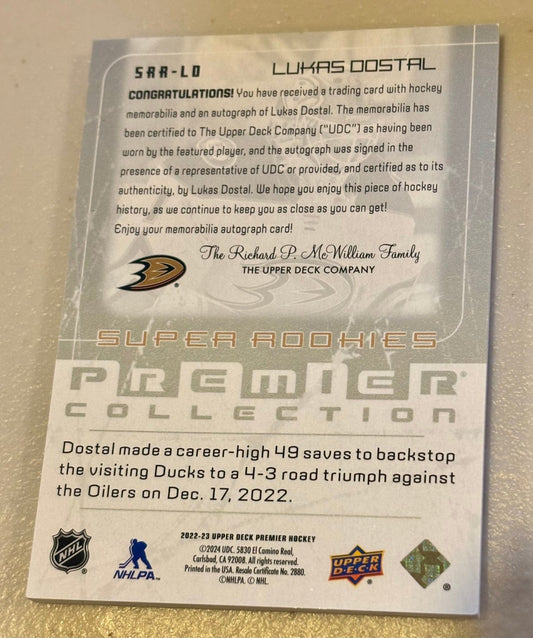 SRR-LD
LUKAS DOSTAL
CONGRATULATIONS! You have received a trading card with hockey
memorabilia and an autograph of Lukas Dostal. The memorabilia has
been certified to The Upper Deck Company ("UDC") as having been
worn by the featured player, and the autograph was signed in the
presence of a representative of UDC or provided, and certified as to its
authenticity, by Lukas Dostal. We hope you enjoy this piece of hockey
history, as we continue to keep you as close as you can get!
Enjoy your memorabilia autograph card!
The Richard P. McWilliam Family
THE UPPER DECK COMPANY
SUPER ROOKIES
PREMIER®
COLLECTION
Dostal made a career-high 49 saves to backstop
the visiting Ducks to a 4-3 road triumph against
the Oilers on Dec. 17, 2022.
2022-23 UPPER DECK PREMIER HOCKEY
©2024 UDC. 5830 El Camino Real,
Carlsbad, CA 92008. All rights reserved.
Printed in the USA. Resale Certificate No. 2880.
©NHLPA. © NHL.
NHL
NHLPA
UPPER
DECK